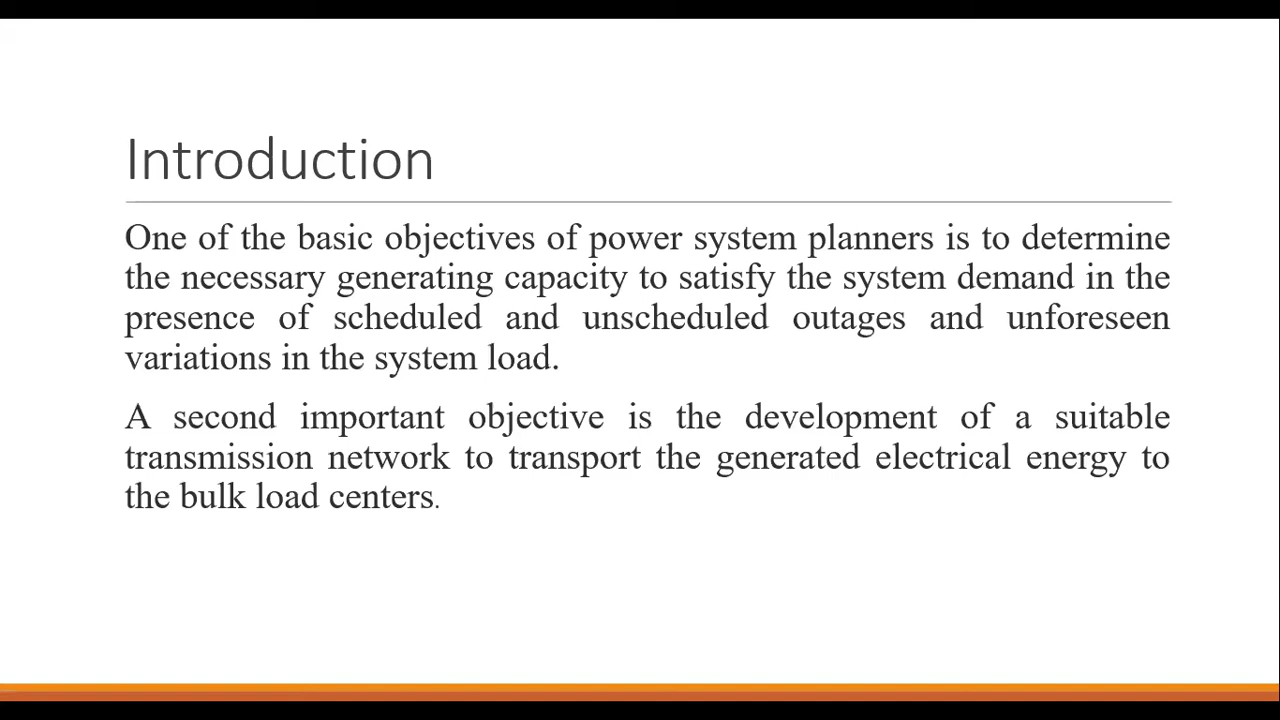 Introduction
One of the basic objectives of power system planners is to determine
the necessary generating capacity to satisfy the system demand in the
presence of scheduled and unscheduled outages and unforeseen
variations in the system load.
A second important objective is the development of a suitable
transmission network to transport the generated electrical energy to
the bulk load centers.